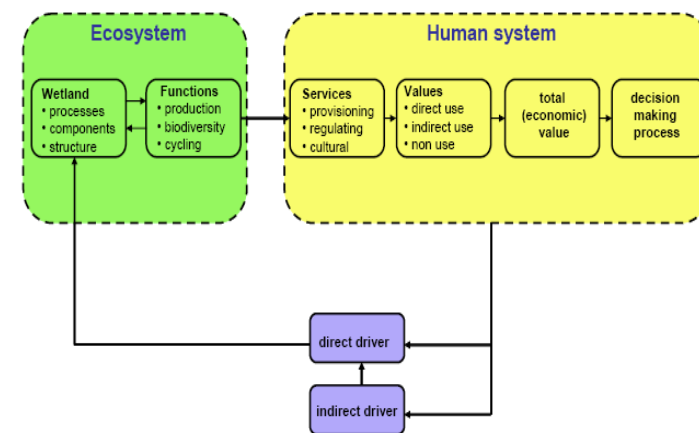 Ecosystem
Human system
Wetland
• processes
• components
• structure
Functions
• production
• biodiversity
• cycling
Services
• provisioning
• regulating
• cultural
Values
• direct use
• indirect use
• non use
total
(economic)
value
decision
making
process
direct driver
indirect driver